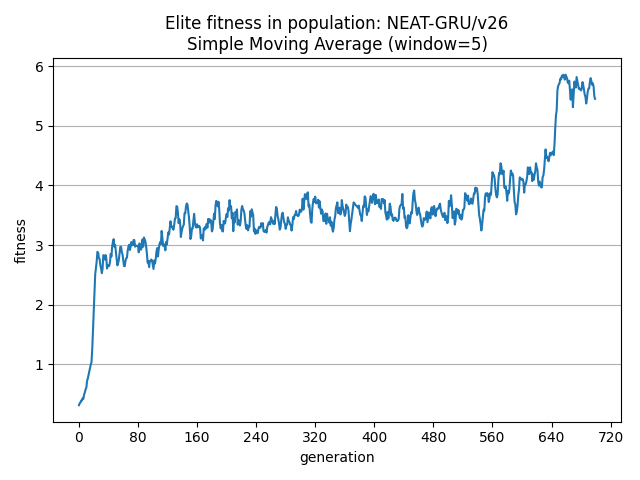 Elite fitness in population: NEAT-GRU/v26
Simple Moving Average (window=5)
6
5
4
3
2
1
fitness
0 80 160 240 320 400 480 560 640 720
generation